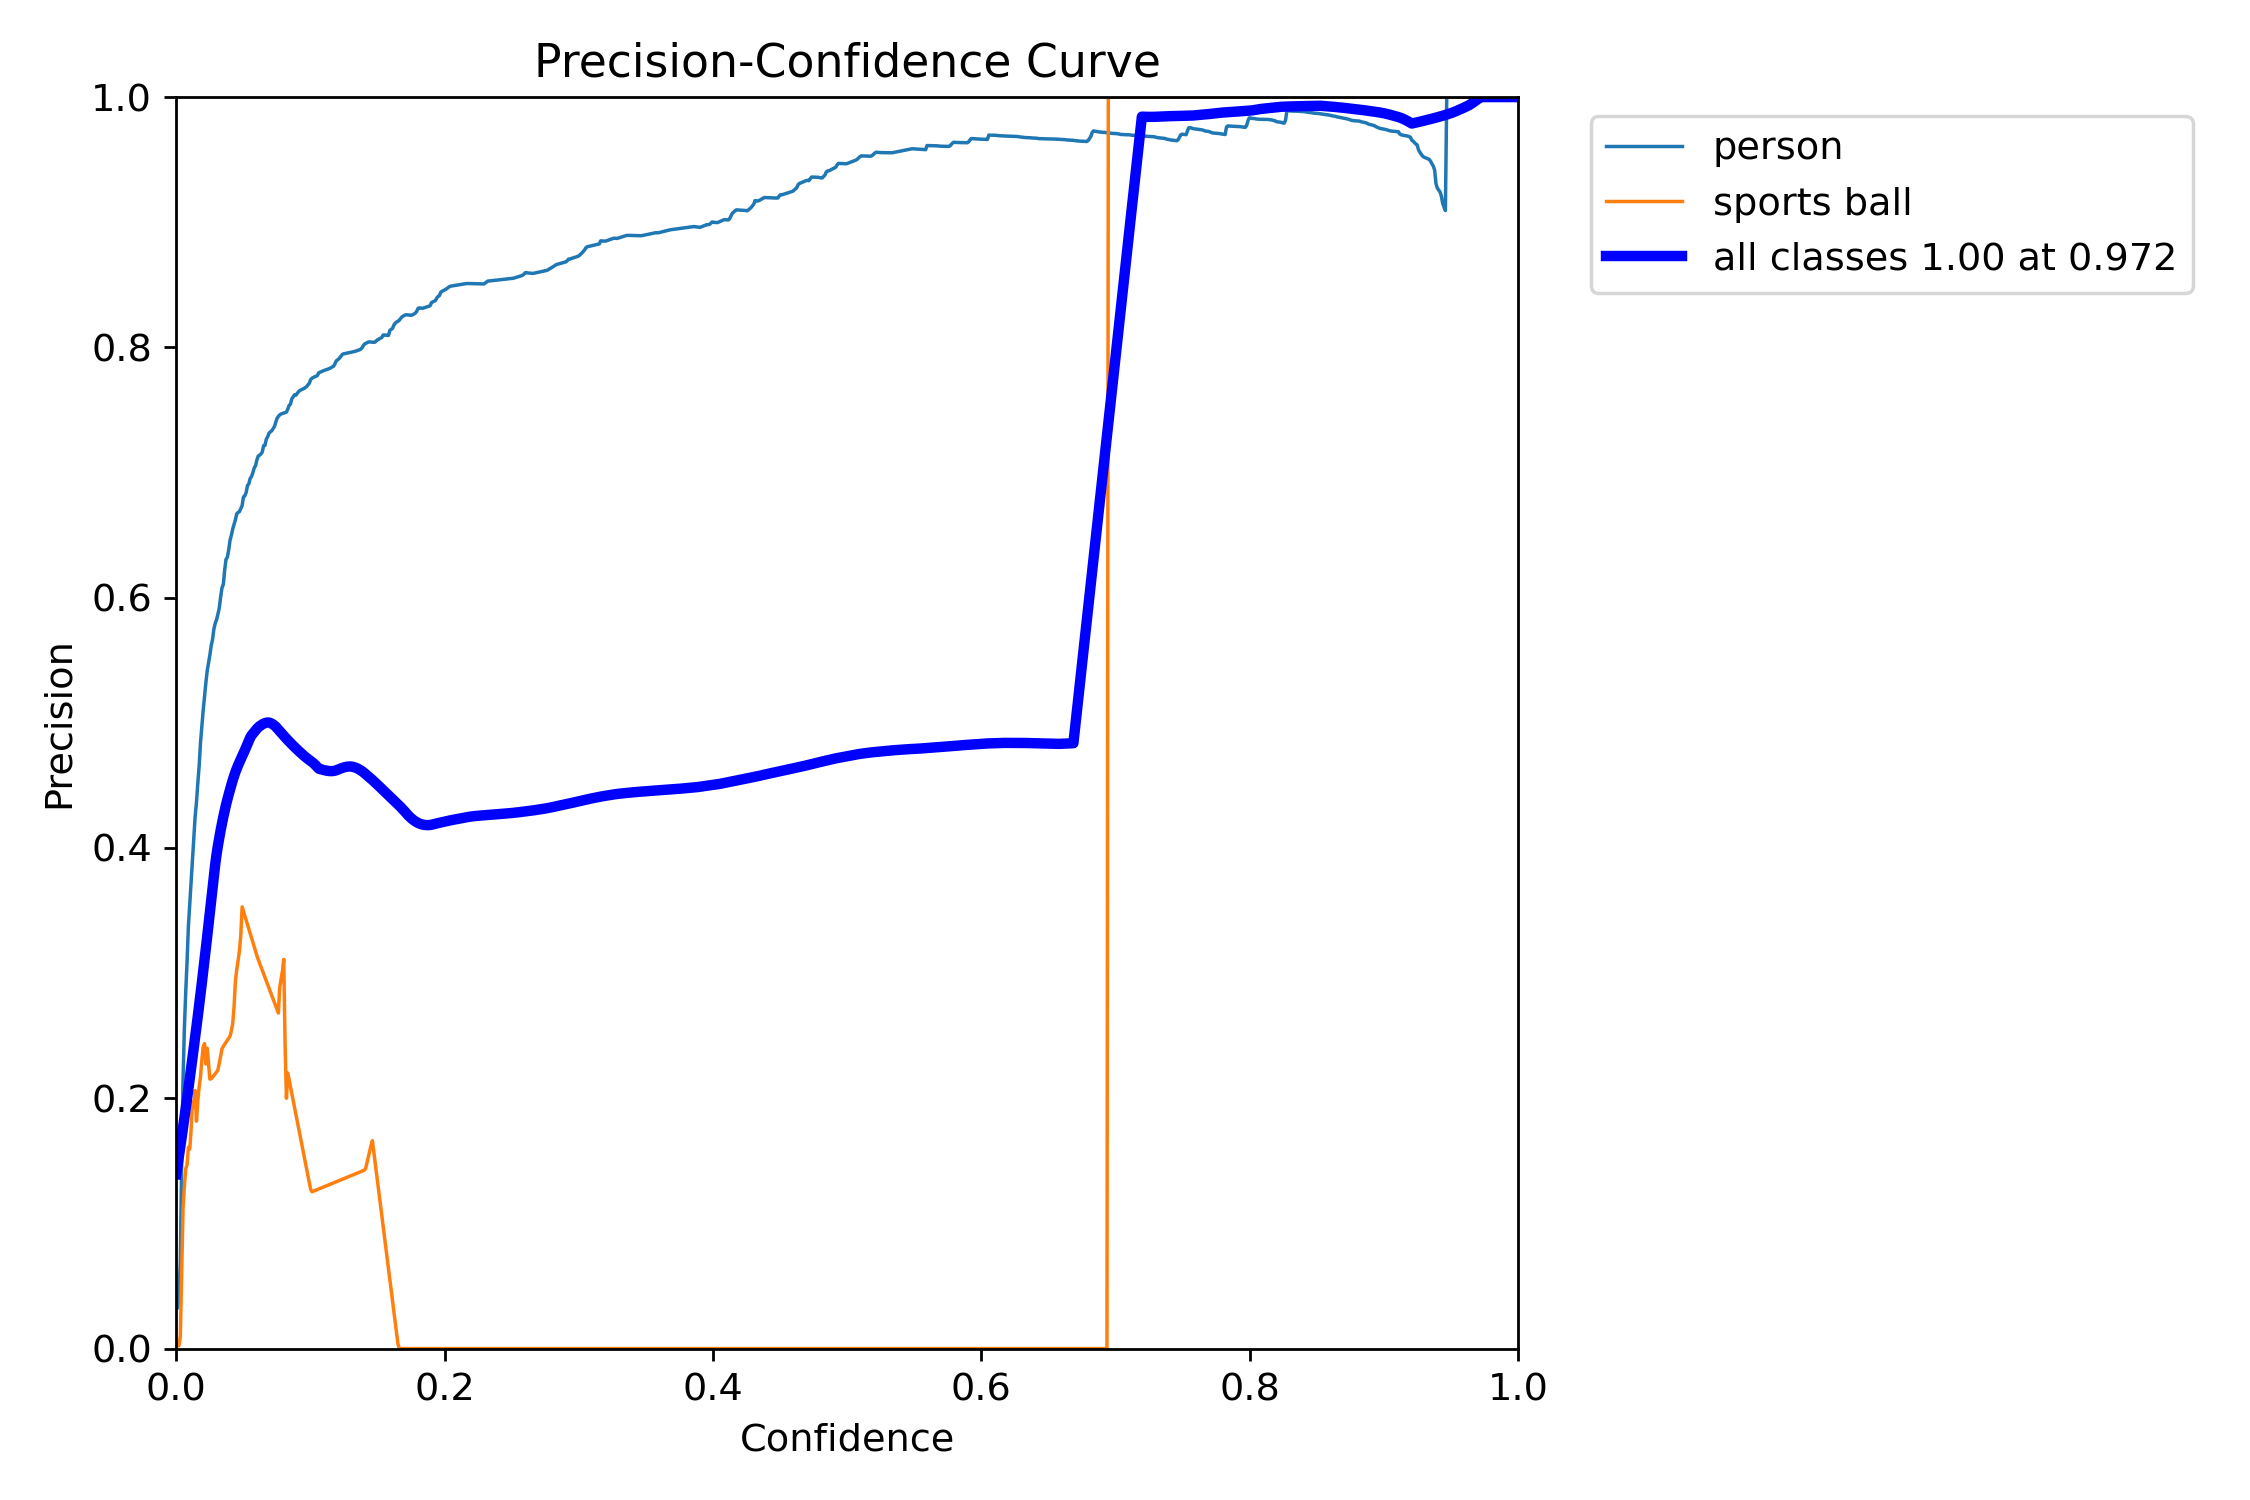 Precision-Confidence Curve
1.0
0.8
0.6
0.4
0.2
0.0
Precision
0.0 0.2 0.4 0.6 0.8 1.0
Confidence
person
sports ball
all classes 1.00 at 0.972